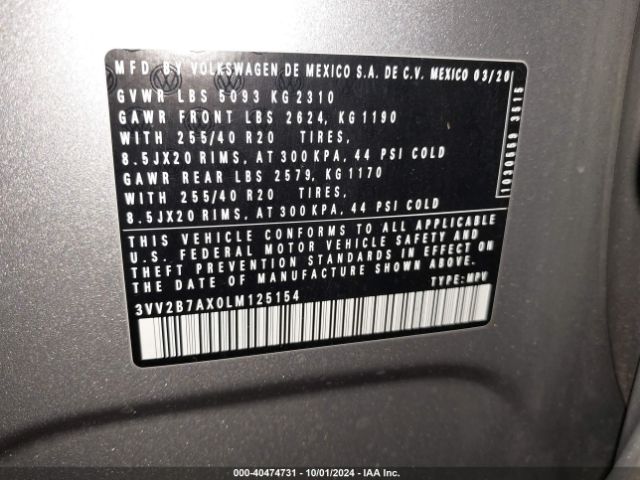 MFD BY VOLKSWAGEN DE MEXICO S.A. DE C.V. MEXICO 03/20
GVWR LBS 5093 KG 2310
GAWR FRONT LBS 2624, KG 1190
WITH 255/40 R20 TIRES,
8.5JX20 RIMS, AT 300 KPA, 44 PSI COLD
GAWR REAR LBS 2579, KG 1170
WITH 255/40 R20 TIRES,
8.5JX20 RIMS, AT 300 KPA, 44 PSI COLD
THIS VEHICLE CONFORMS TO ALL APPLICABLE
U.S. FEDERAL MOTOR VEHICLE SAFETY AND
THEFT PREVENTION STANDARDS IN EFFECT ON
THE DATE OF MANUFACTURE SHOWN ABOVE.
TYPE: MPV
3VV2B7AX0LM125154
1030559 3515
000-40474731 - 10/01/2024 - IAA Inc.